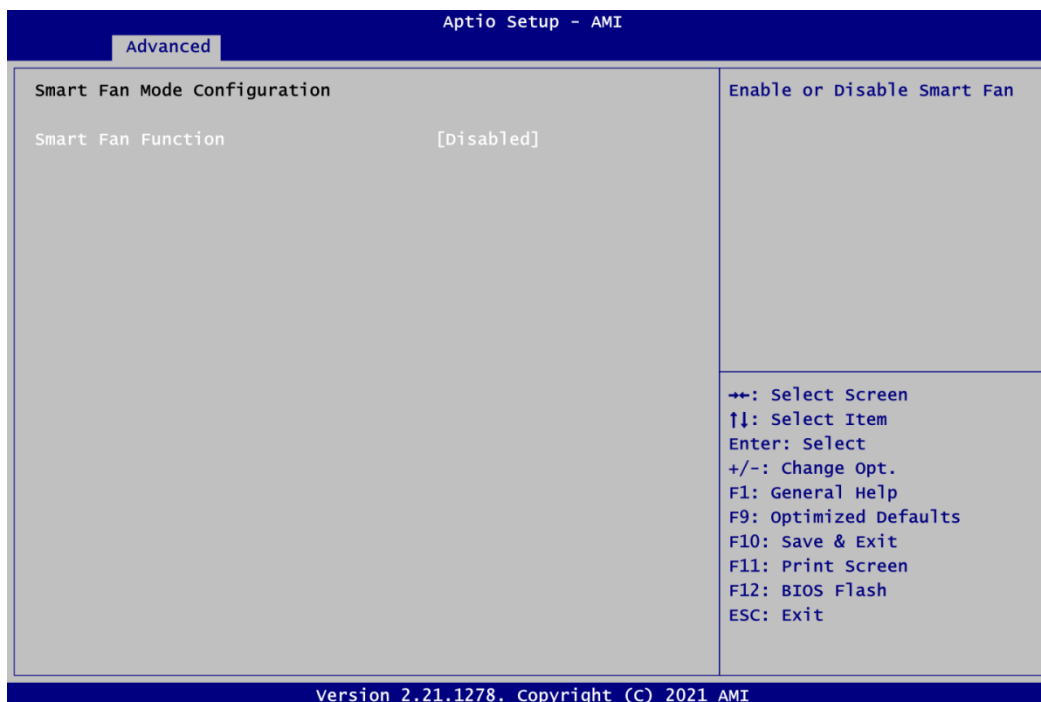 Aptio Setup - AMI
Advanced
Smart Fan Mode Configuration
Smart Fan Function [Disabled]
Enable or Disable Smart Fan
→←: Select Screen
↑↓: Select Item
Enter: Select
+/-: Change Opt.
F1: General Help
F9: Optimized Defaults
F10: Save & Exit
F11: Print Screen
F12: BIOS Flash
ESC: Exit
Version 2.21.1278. Copyright (C) 2021 AMI